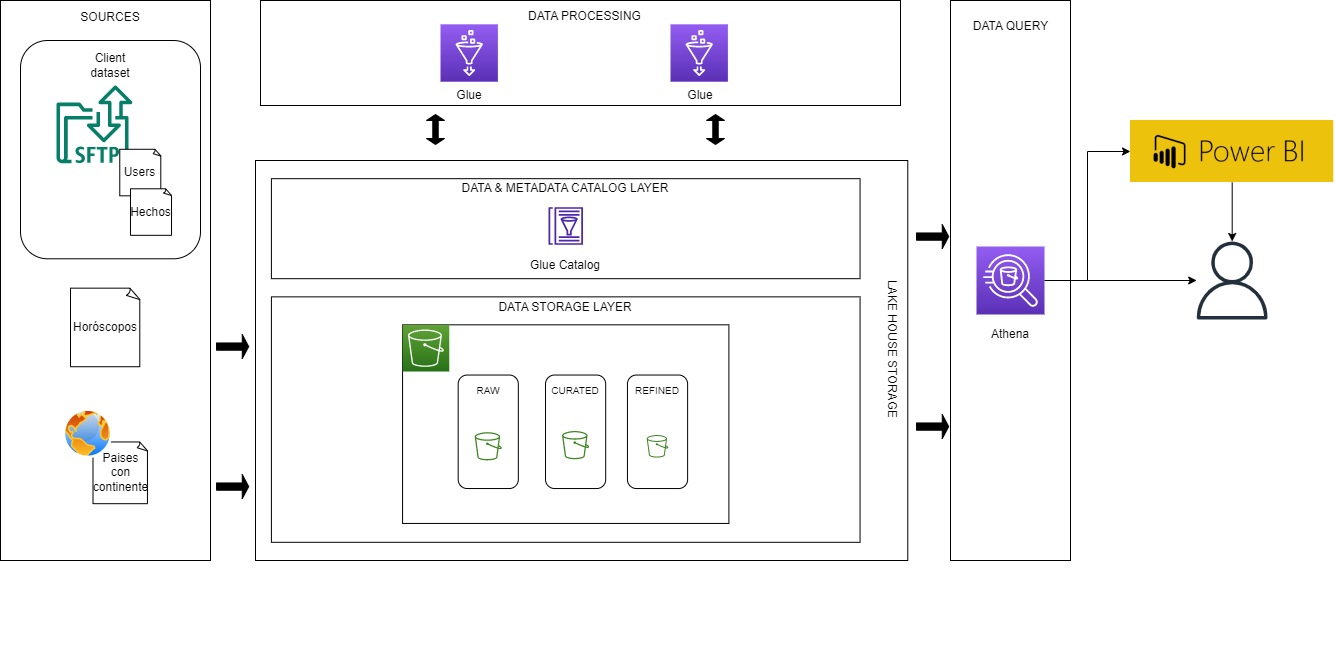 SOURCES
Client
dataset
SFTP
Users
Hechos
Horóscopos
Paises
con
continente
DATA PROCESSING
Glue
Glue
DATA & METADATA CATALOG LAYER
Glue Catalog
DATA STORAGE LAYER
RAW
CURATED
REFINED
LAKE HOUSE STORAGE
DATA QUERY
Athena
Power BI